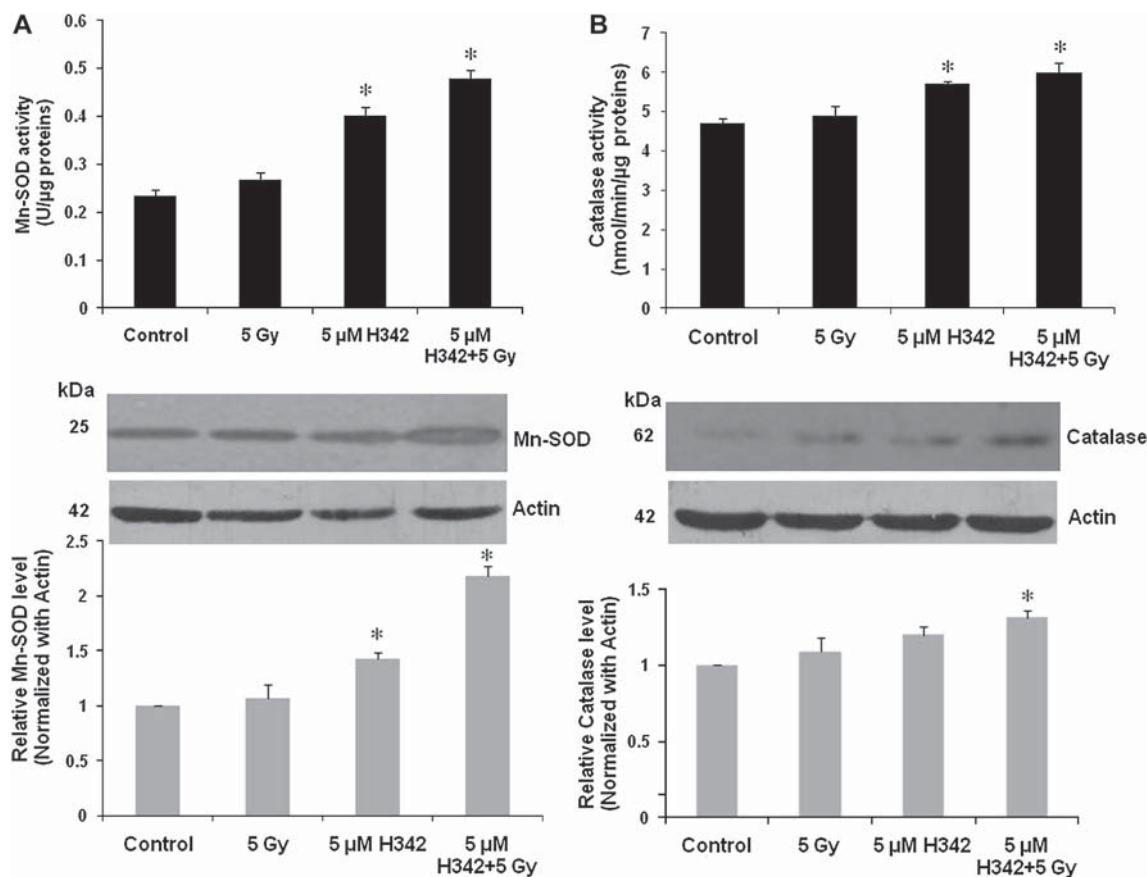 A
Mn-SOD activity
(U/µg proteins)
0.6
0.5
0.4
0.3
0.2
0.1
0
*
*
Control
5 Gy
5 µM H342
5 µM
H342+5 Gy
kDa
25
Mn-SOD
42
Actin
Relative Mn-SOD level
(Normalized with Actin)
2.5
2
1.5
1
0.5
0
*
*
Control
5 Gy
5 µM H342
5 µM
H342+5 Gy
B
Catalase activity
(nmol/min/µg proteins)
7
6
5
4
3
2
1
0
*
*
Control
5 Gy
5 µM H342
5 µM
H342+5 Gy
kDa
62
Catalase
42
Actin
Relative Catalase level
(Normalized with Actin)
1.5
1
0.5
0
*
Control
5 Gy
5 µM H342
5 µM
H342+5 Gy